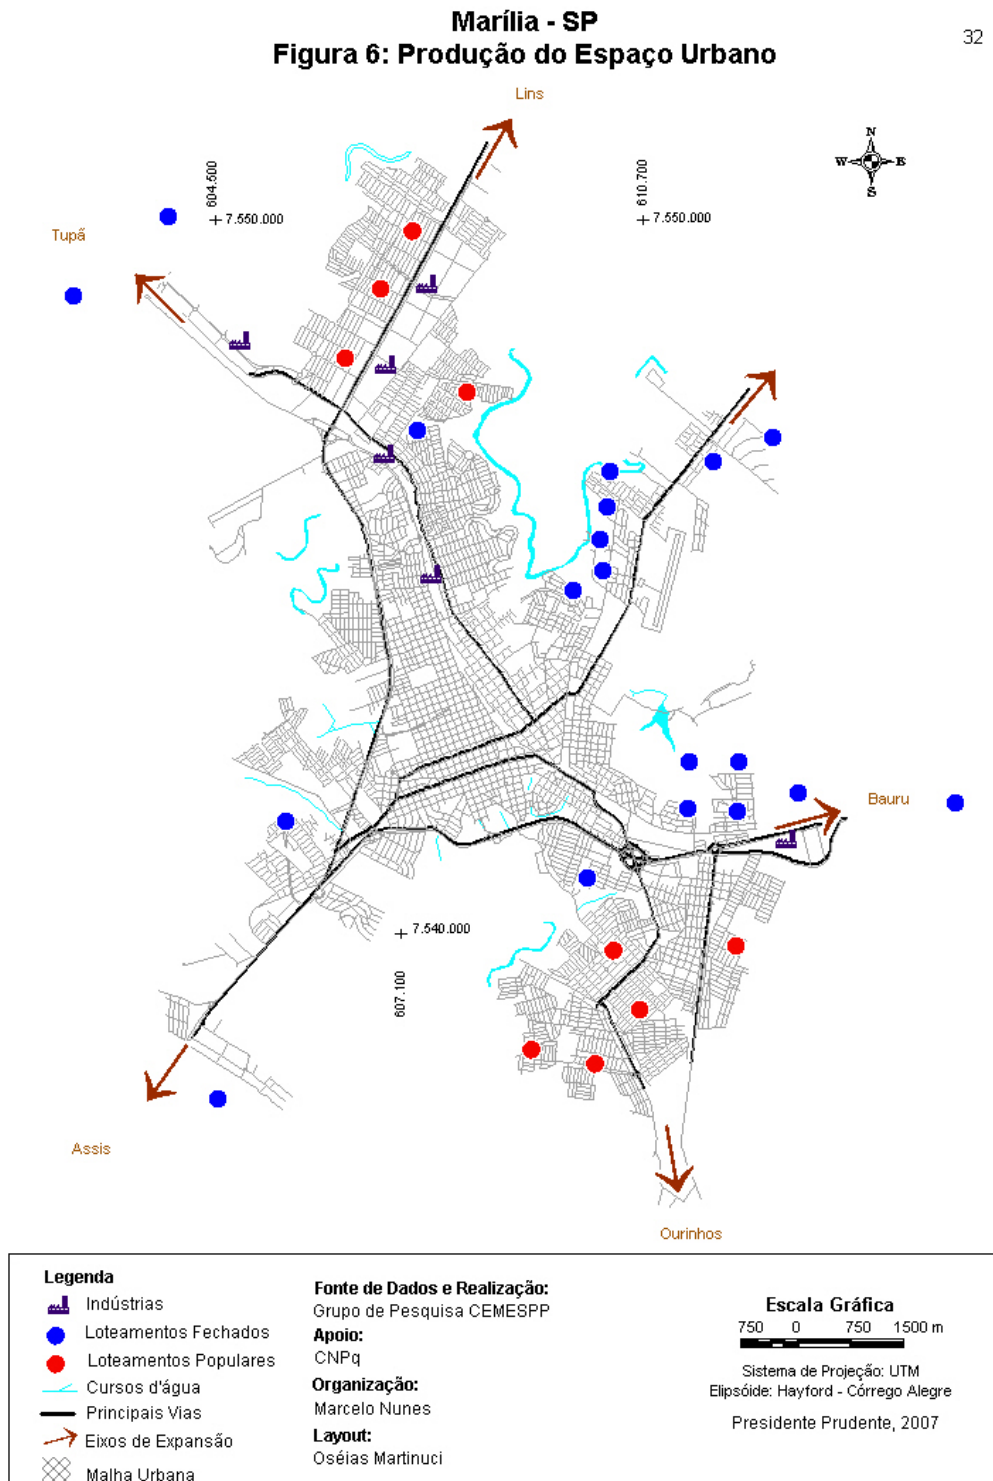 Marília - SP
Figura 6: Produção do Espaço Urbano
32
Lins
N
W E
S
604.500
7.550.000
610.700
7.550.000
Tupã
Bauru
7.540.000
607.100
Assis
Ourinhos
Legenda
Indústrias
Loteamentos Fechados
Loteamentos Populares
Cursos d'água
Principais Vias
Eixos de Expansão
Malha Urbana
Fonte de Dados e Realização:
Grupo de Pesquisa CEMESPP
Apoio:
CNPq
Organização:
Marcelo Nunes
Layout:
Oséias Martinuci
Escala Gráfica
750 0 750 1500 m
Sistema de Projeção: UTM
Elipsóide: Hayford - Córrego Alegre
Presidente Prudente, 2007